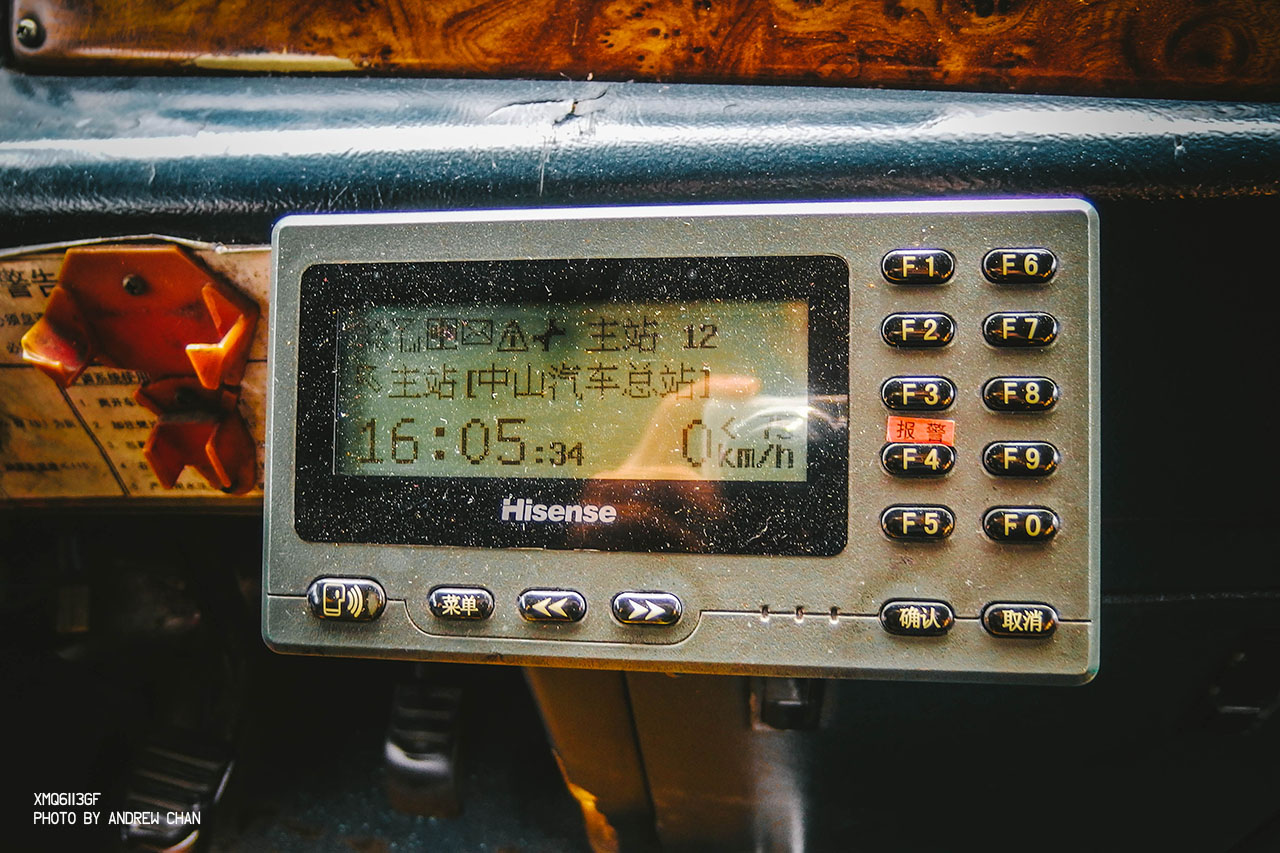 主站 12
主站[中山汽车总站]
16:05:34
0km/h
Hisense
F1
F6
F2
F7
F3
F8
报警
F4
F9
F5
F0
菜单
<<
>>
确认
取消
警告
XMQ6113GF
PHOTO BY ANDREW CHAN